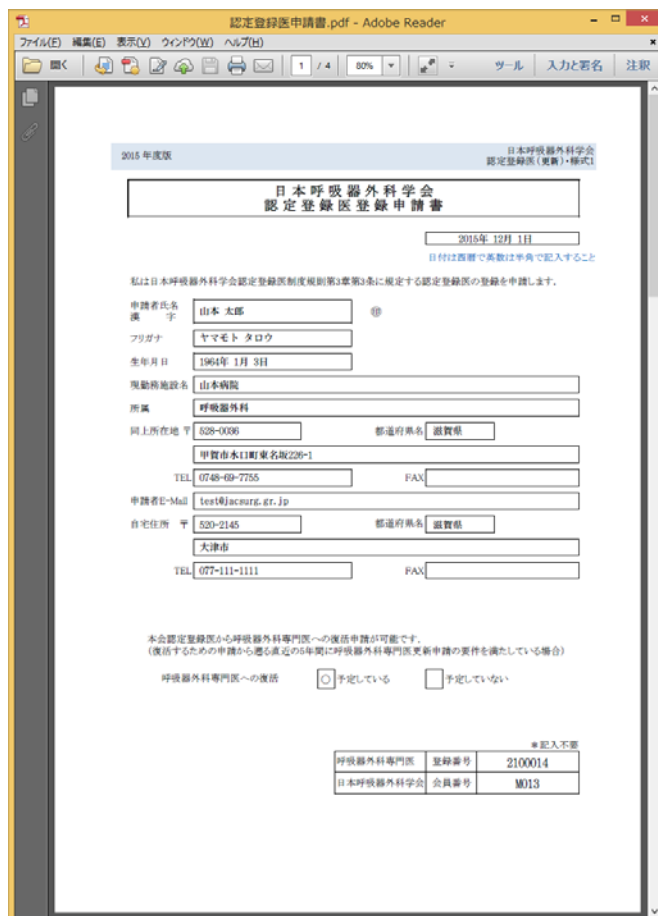 認定登録医申請書.pdf - Adobe Reader
ファイル(F) 編集(E) 表示(V) ウィンドウ(W) ヘルプ(H)
開く 1 / 4 80% ツール 入力と署名 注釈
2015 年度版
日本呼吸器外科学会
認定登録医(更新)・様式1
日本呼吸器外科学会
認定登録医登録申請書
2015年 12月 1日
日付は西暦で英数は半角で記入すること
私は日本呼吸器外科学会認定登録医制度規則第3章第3条に規定する認定登録医の登録を申請します.
申請者氏名
漢 字 山本 太郎 ㊞
フリガナ ヤマモト タロウ
生年月日 1964年 1月 3日
現勤務施設名 山本病院
所属 呼吸器外科
同上所在地 〒 528-0036 都道府県名 滋賀県
甲賀市水口町東名坂226-1
TEL 0748-69-7755 FAX
申請者E-Mail test@jacsurg.gr.jp
自宅住所 〒 520-2145 都道府県名 滋賀県
大津市
TEL 077-111-1111 FAX
本会認定登録医から呼吸器外科専門医への復活申請が可能です.
(復活するための申請から遡る直近の5年間に呼吸器外科専門医更新申請の要件を満たしている場合)
呼吸器外科専門医への復活 ○ 予定している 予定していない
*記入不要
呼吸器外科専門医 登録番号 2100014
日本呼吸器外科学会 会員番号 M013